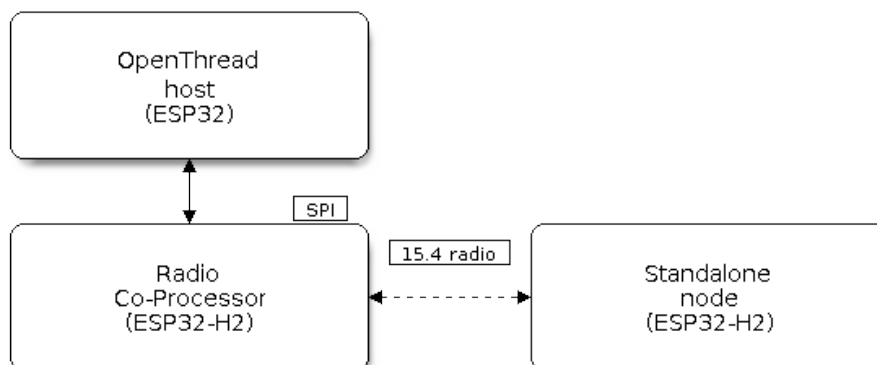 OpenThread
host
(ESP32)
SPI
15.4 radio
Radio
Co-Processor
(ESP32-H2)
Standalone
node
(ESP32-H2)